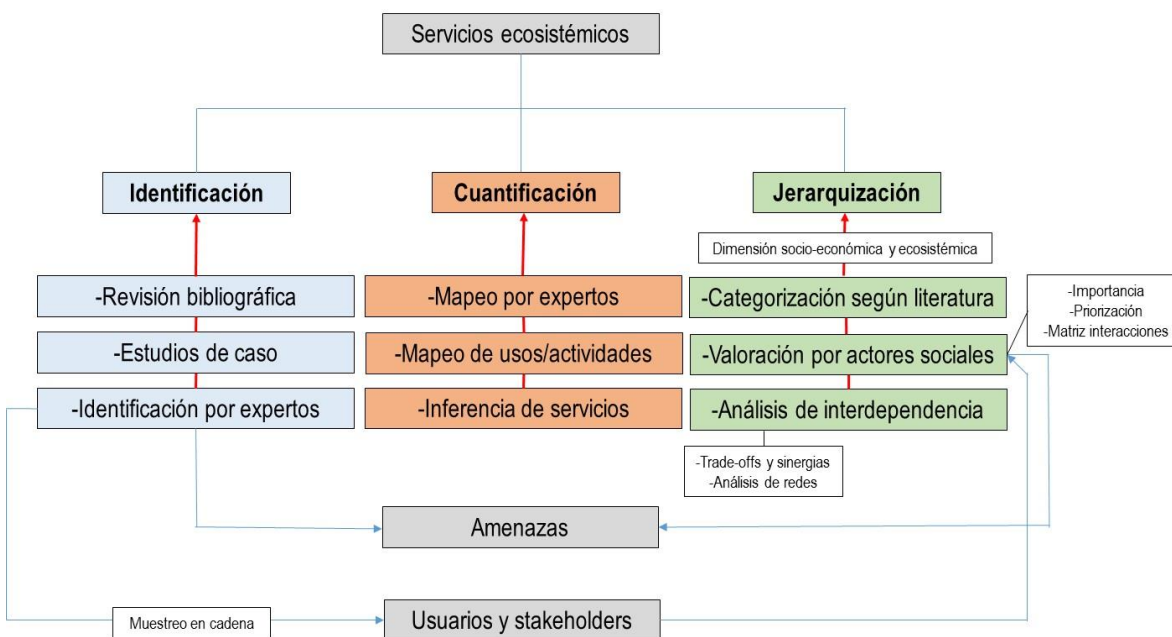 Servicios ecosistémicos
Identificación
Cuantificación
Jerarquización
Dimensión socio-económica y ecosistémica
-Revisión bibliográfica
-Mapeo por expertos
-Categorización según literatura
-Importancia
-Priorización
-Matriz interacciones
-Estudios de caso
-Mapeo de usos/actividades
-Valoración por actores sociales
-Identificación por expertos
-Inferencia de servicios
-Análisis de interdependencia
-Trade-offs y sinergias
-Análisis de redes
Amenazas
Muestreo en cadena
Usuarios y stakeholders